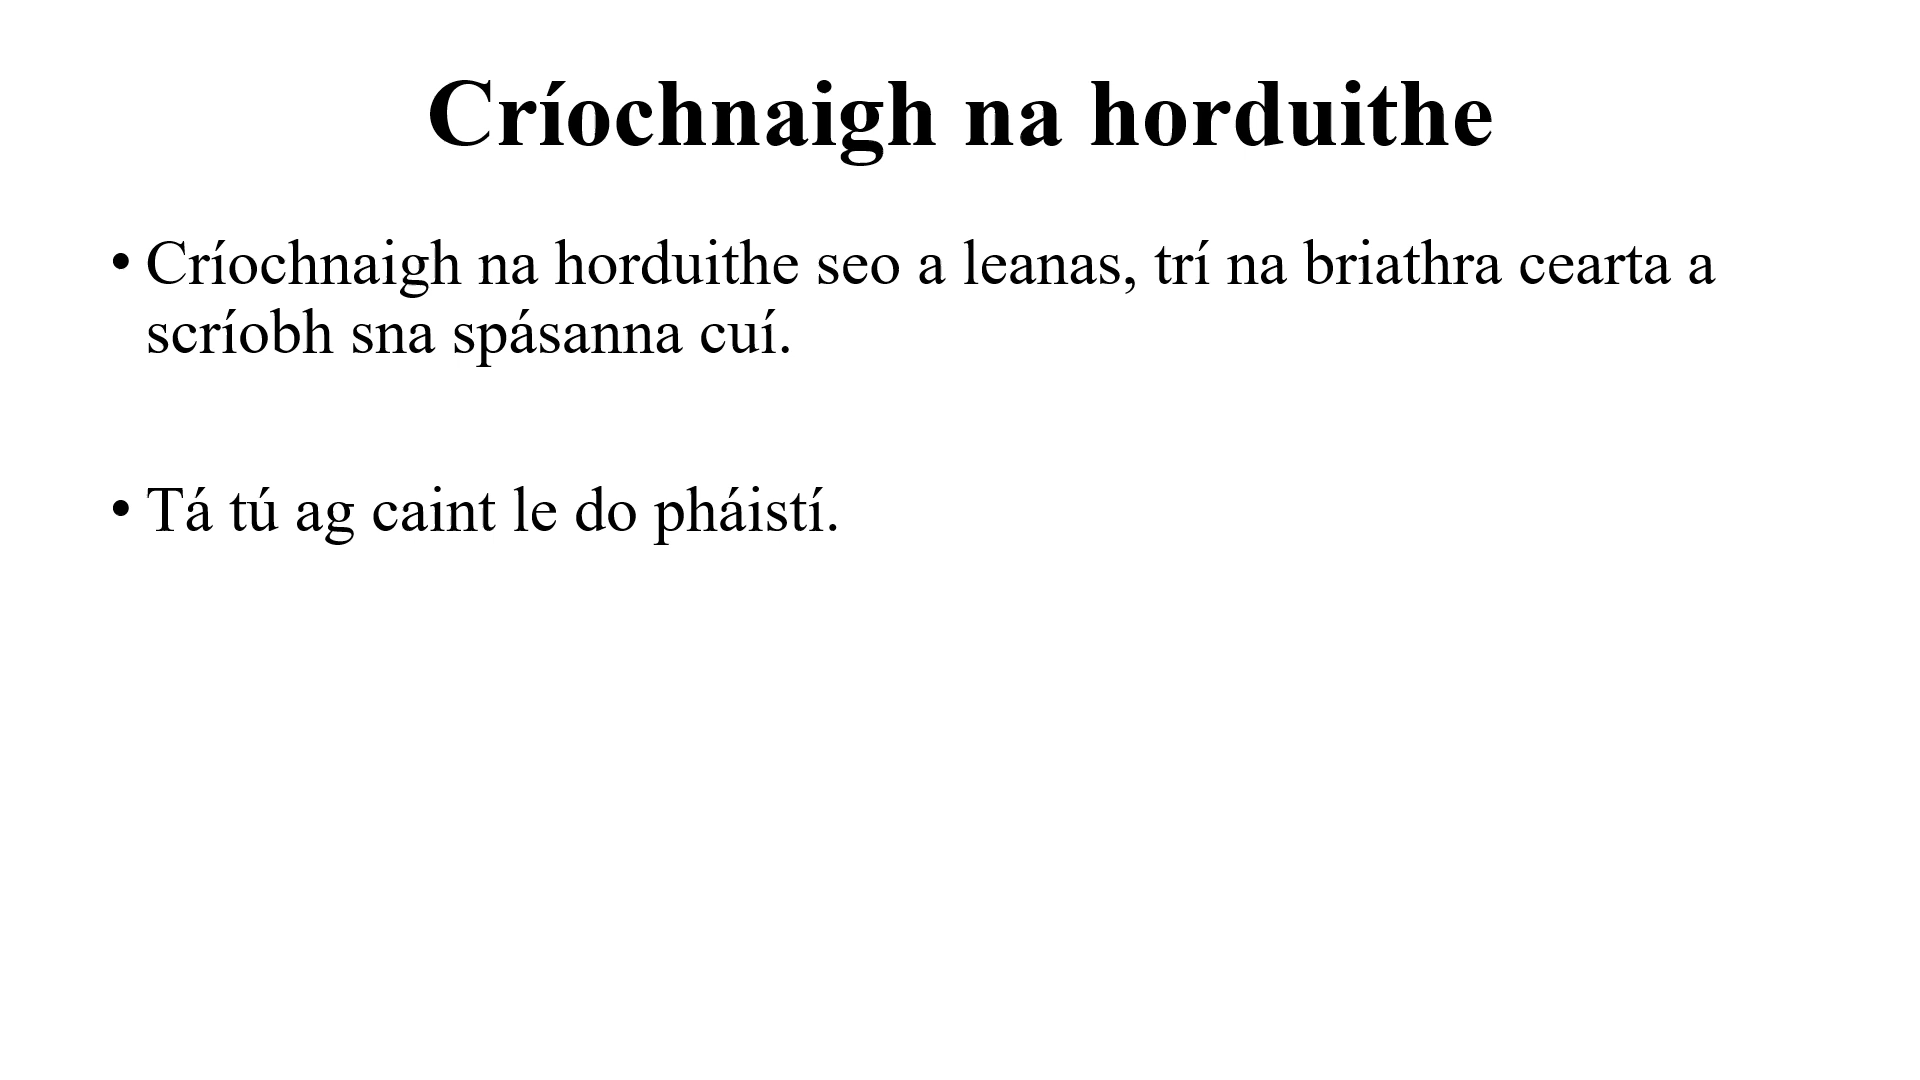 Críochnaigh na horduithe
• Críochnaigh na horduithe seo a leanas, trí na briathra cearta a
scríobh sna spásanna cuí.
• Tá tú ag caint le do pháistí.